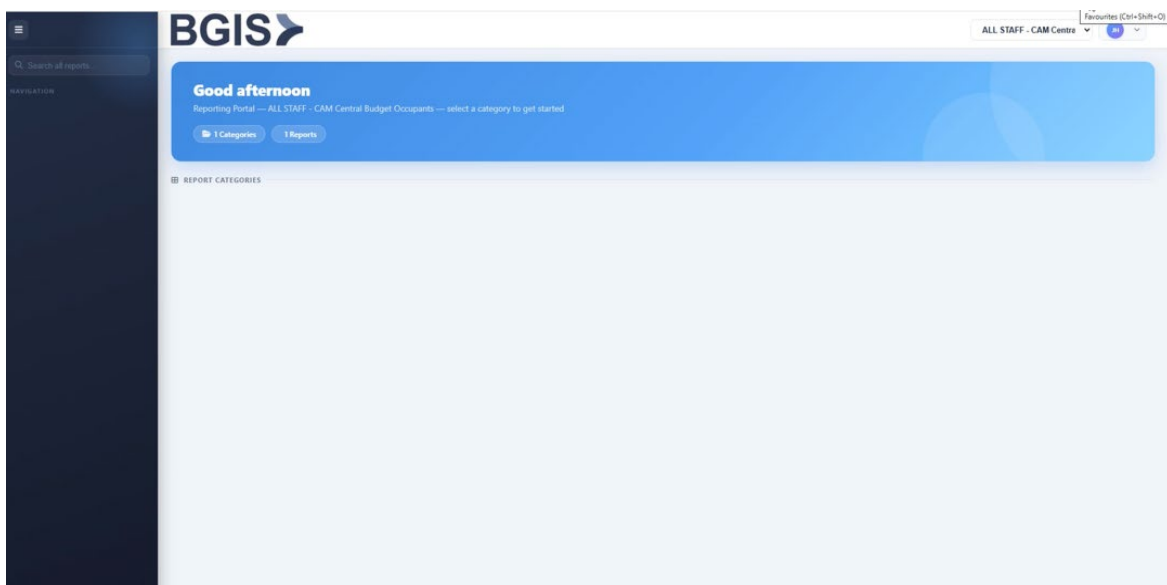 Favourites (Ctrl+Shift+O)
BGIS
ALL STAFF - CAM Centra
JH
Search all reports...
NAVIGATION
Good afternoon
Reporting Portal — ALL STAFF - CAM Central Budget Occupants — select a category to get started
1 Categories
1 Reports
REPORT CATEGORIES